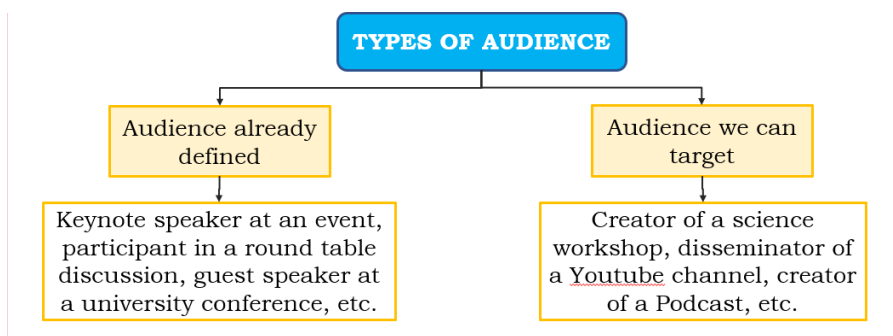 TYPES OF AUDIENCE
Audience already
defined
Audience we can
target
Keynote speaker at an event,
participant in a round table
discussion, guest speaker at
a university conference, etc.
Creator of a science
workshop, disseminator of
a Youtube channel, creator
of a Podcast, etc.